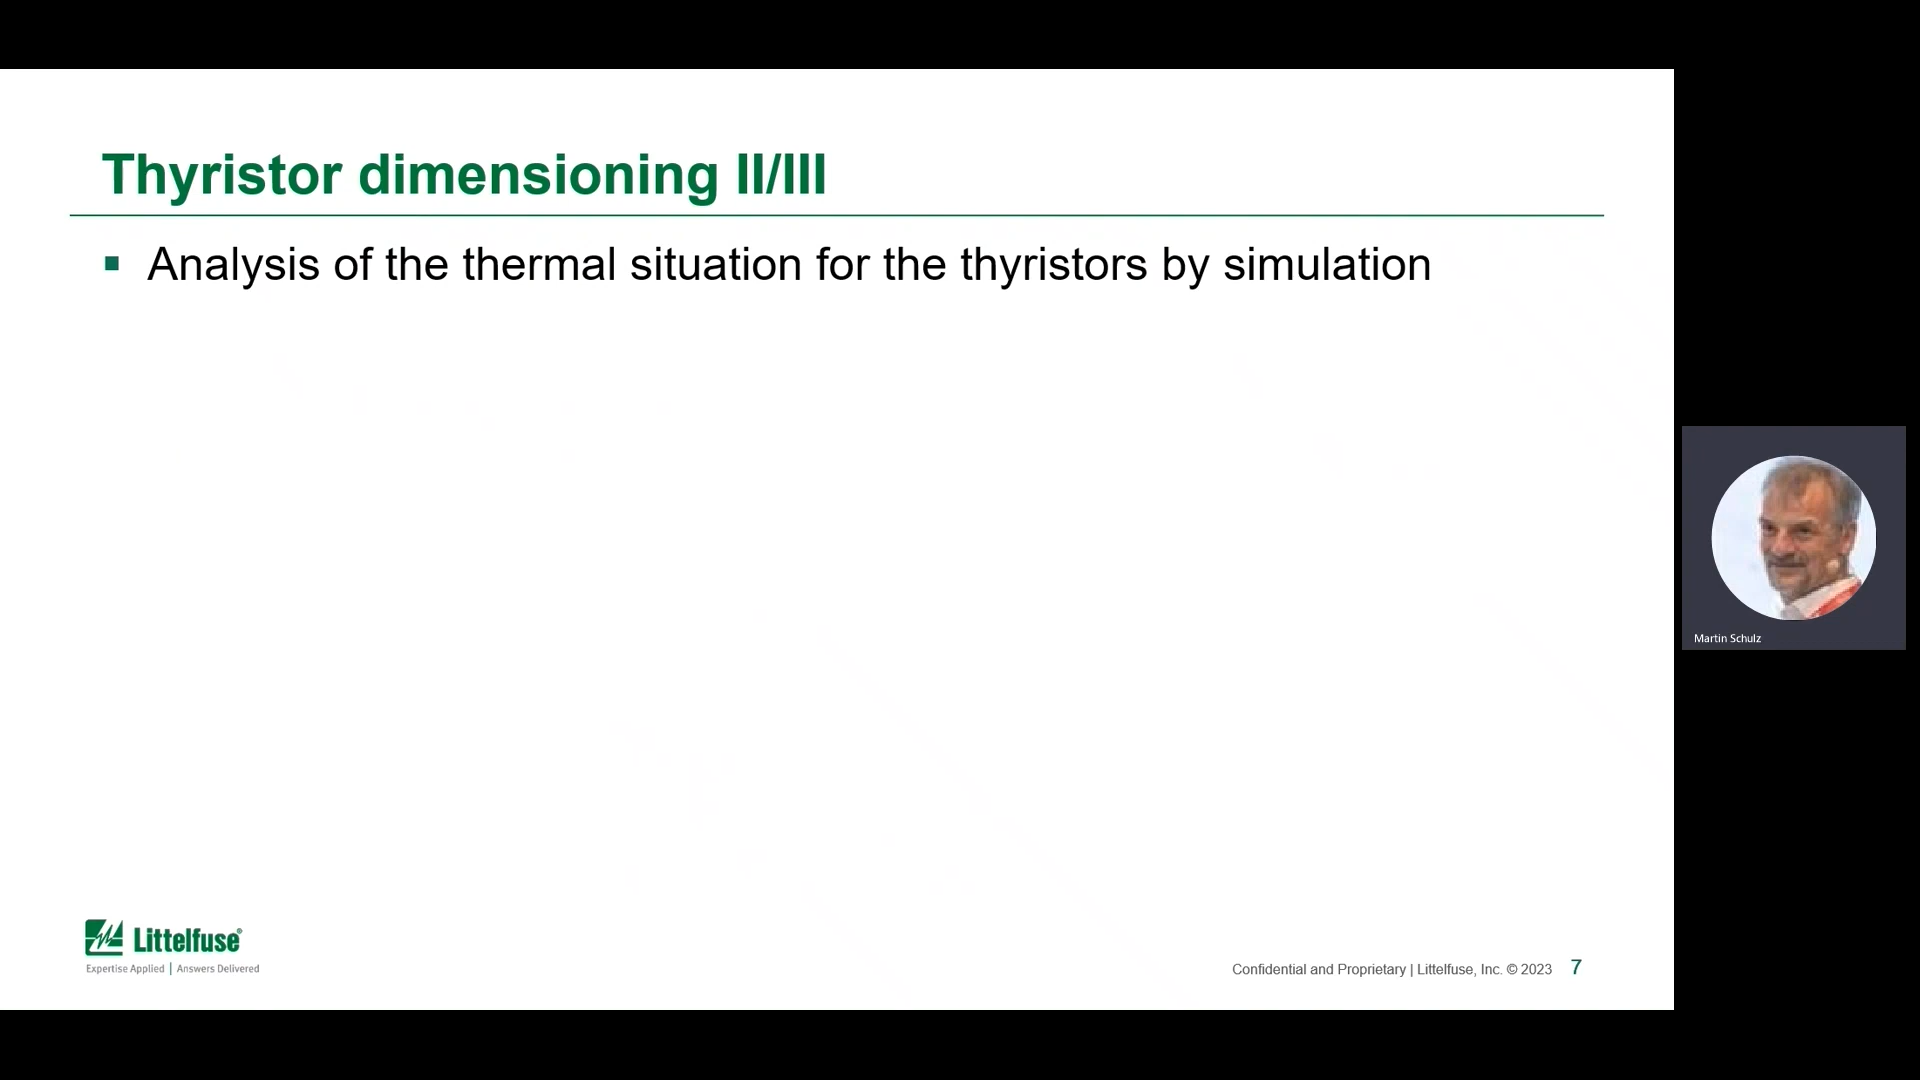 Thyristor dimensioning II/III
▪ Analysis of the thermal situation for the thyristors by simulation
Martin Schulz
Littelfuse®
Expertise Applied | Answers Delivered
Confidential and Proprietary | Littelfuse, Inc. © 2023 7